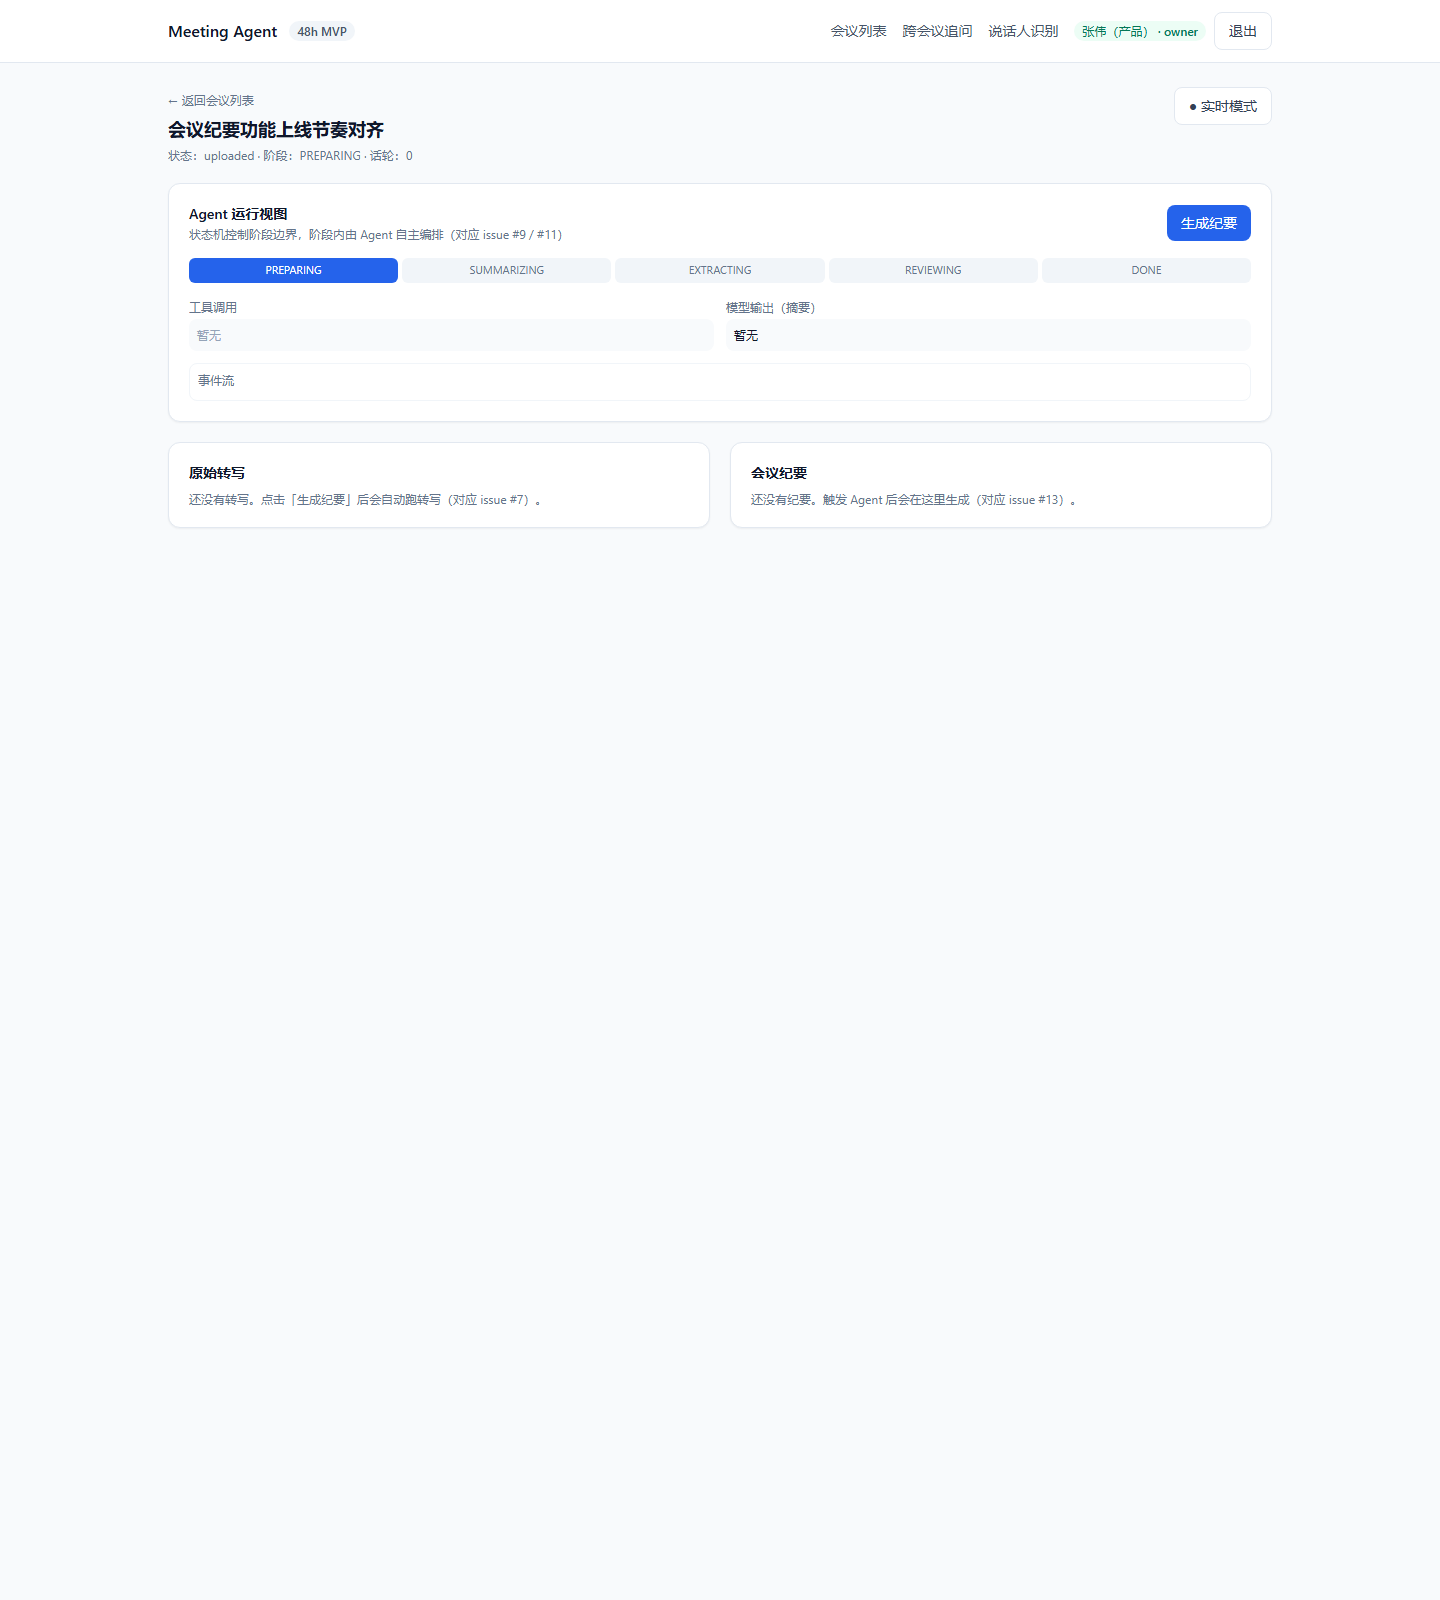 Meeting Agent 48h MVP 会议列表 跨会议追问 说话人识别 张伟（产品） · owner 退出
← 返回会议列表
● 实时模式
会议纪要功能上线节奏对齐
状态：uploaded · 阶段：PREPARING · 话轮：0
Agent 运行视图
生成纪要
状态机控制阶段边界，阶段内由 Agent 自主编排（对应 issue #9 / #11）
PREPARING SUMMARIZING EXTRACTING REVIEWING DONE
工具调用 模型输出（摘要）
暂无 暂无
事件流
原始转写
还没有转写。点击「生成纪要」后会自动跑转写（对应 issue #7）。
会议纪要
还没有纪要。触发 Agent 后会在这里生成（对应 issue #13）。